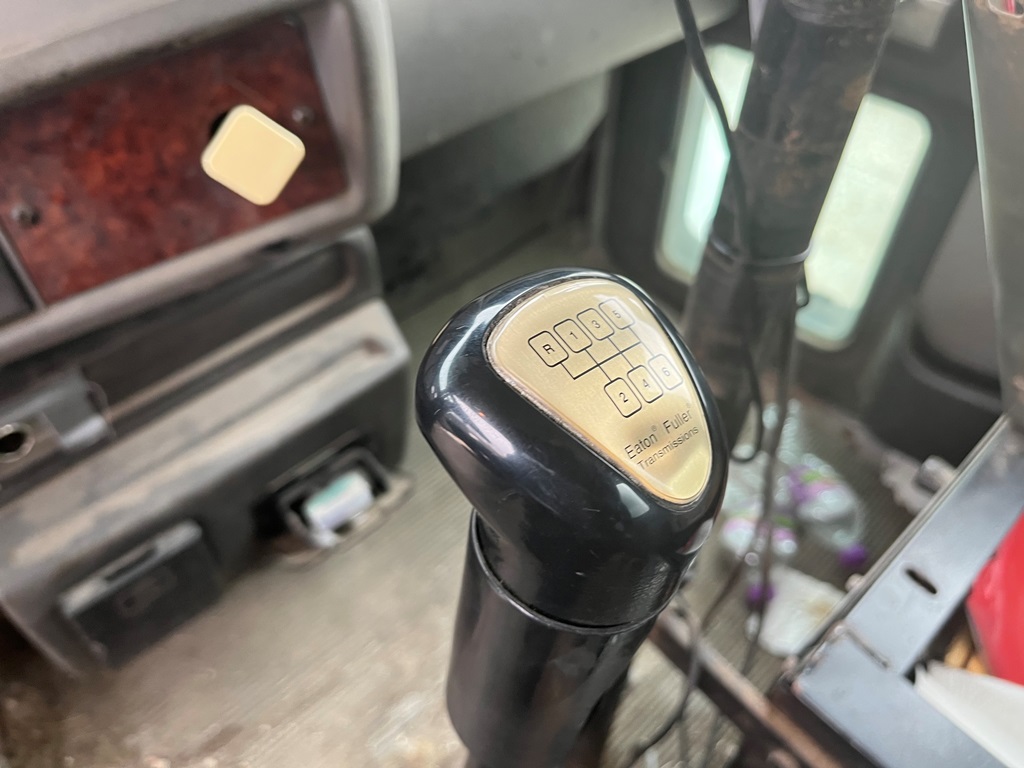 R 1 3 5
2 4 6
Eaton® Fuller
Transmissions